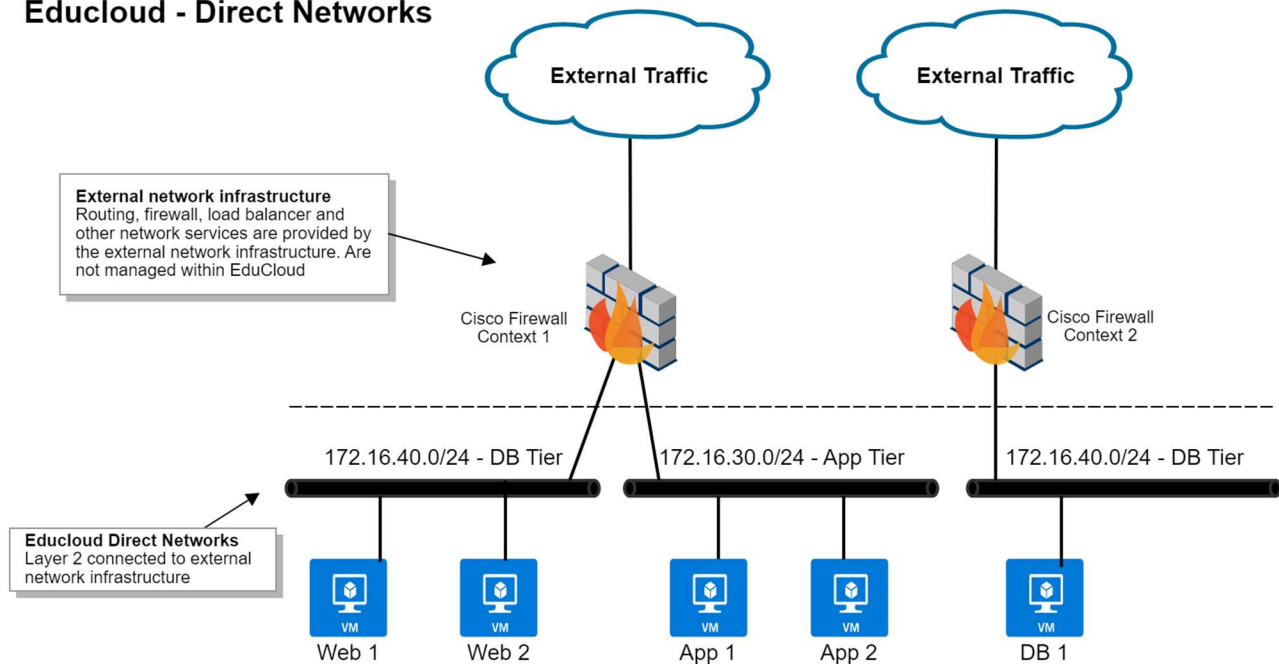 Educloud - Direct Networks
External Traffic
External Traffic
External network infrastructure
Routing, firewall, load balancer and
other network services are provided by
the external network infrastructure. Are
not managed within EduCloud
Cisco Firewall
Context 1
Cisco Firewall
Context 2
172.16.40.0/24 - DB Tier
172.16.30.0/24 - App Tier
172.16.40.0/24 - DB Tier
Educloud Direct Networks
Layer 2 connected to external
network infrastructure
VM
VM
VM
VM
VM
Web 1
Web 2
App 1
App 2
DB 1